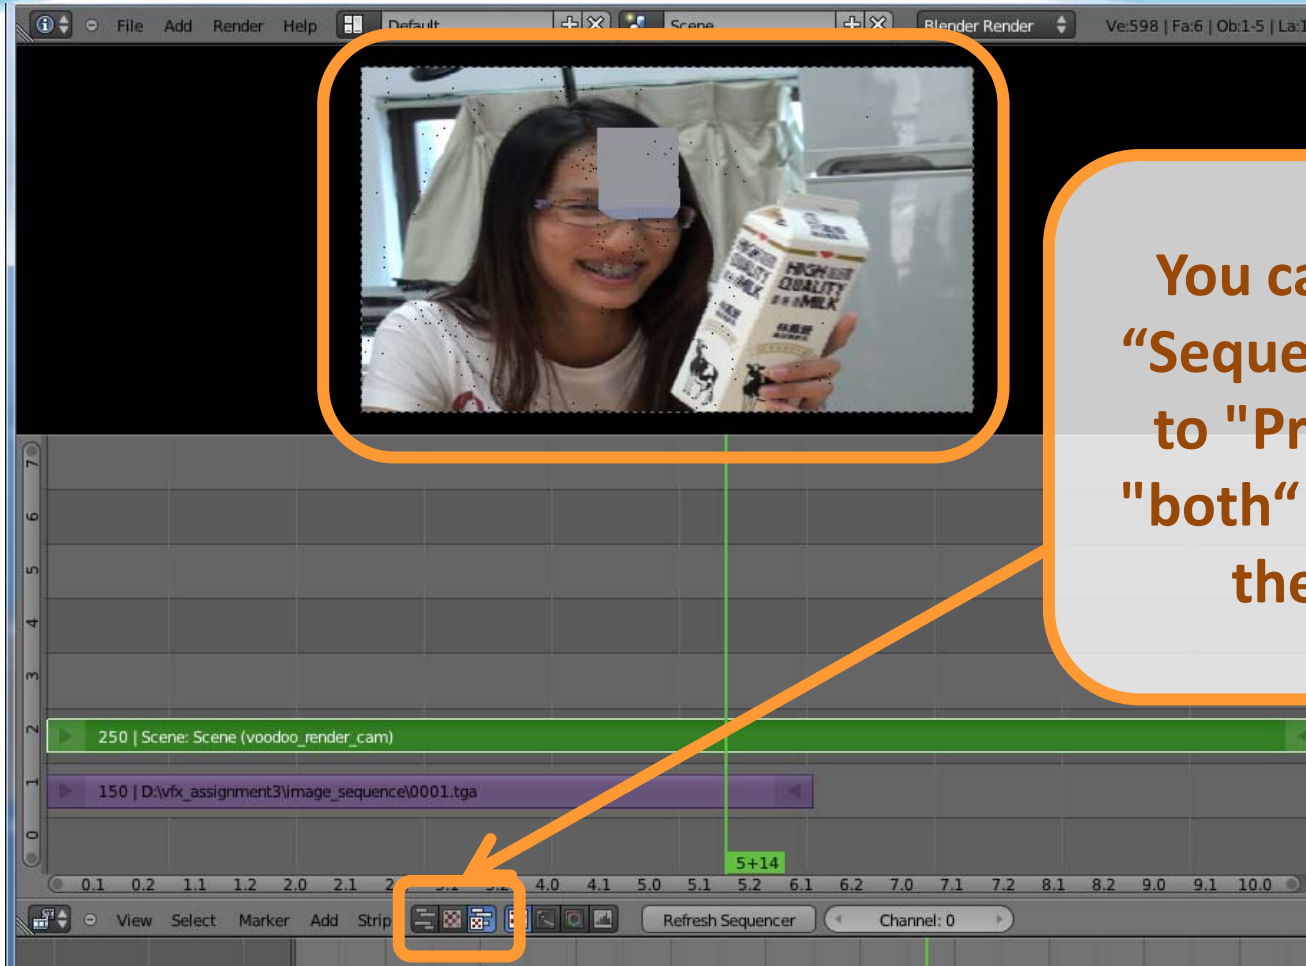 File Add Render Help Default Scene Blender Render Ve:598 | Fa:6 | Ob:1-5 | La:1
HIGH
QUALITY
MILK
HIGH
QUALITY
MILK
You ca
“Seque
to "Pr
"both“
the
7
6
5
4
3
2
250 | Scene: Scene (voodoo_render_cam)
1
150 | D:\vfx_assignment3\image_sequence\0001.tga
0
5+14
0.1 0.2 1.1 1.2 2.0 2.1 4.0 4.1 5.0 5.1 5.2 6.1 6.2 7.0 7.1 7.2 8.1 8.2 9.0 9.1 10.0
View Select Marker Add Strip Refresh Sequencer Channel: 0